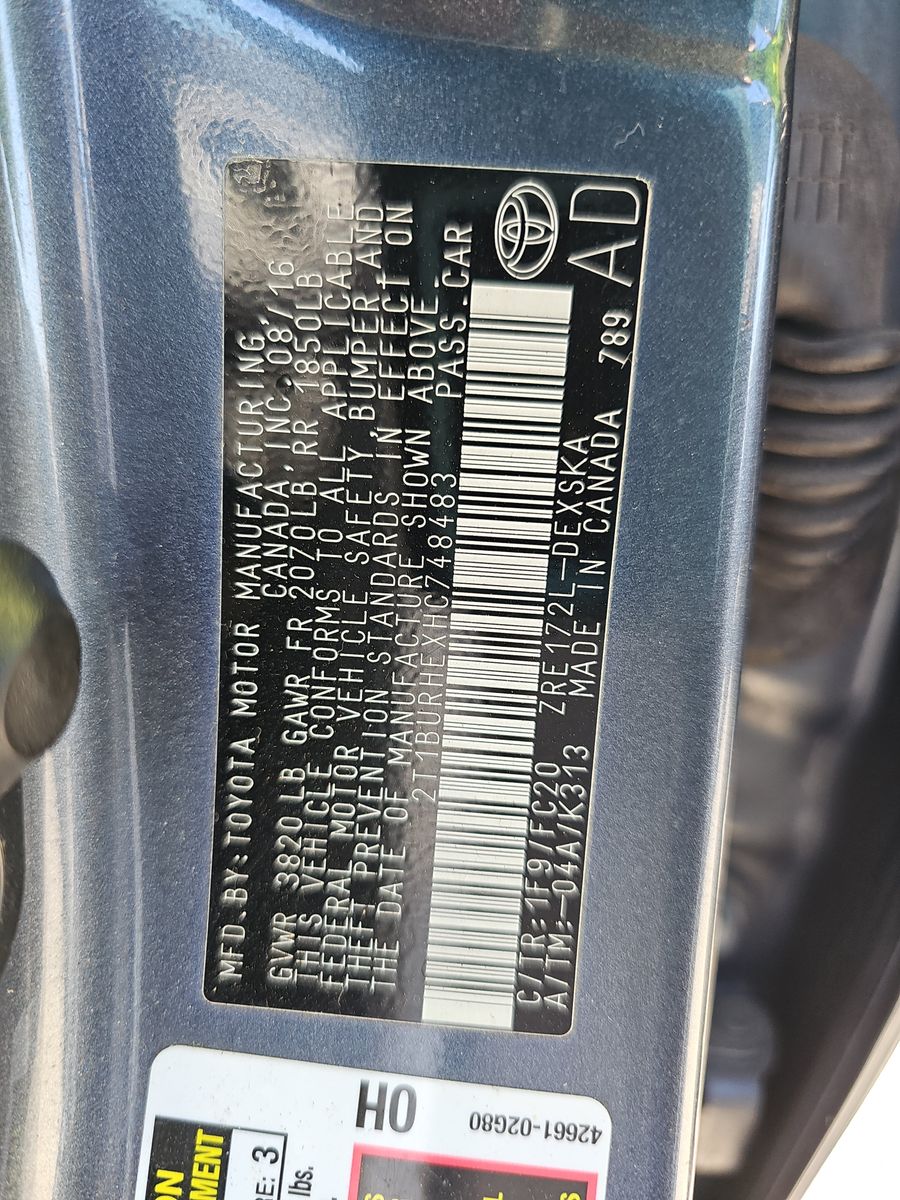 MFD.BY:TOYOTA MOTOR MANUFACTURING
CANADA,INC. 08/16
GVWR 3820LB GAWR FR 2070LB RR 1850LB
THIS VEHICLE CONFORMS TO ALL APPLICABLE
FEDERAL MOTOR VEHICLE SAFETY,BUMPER,AND
THEFT PREVENTION STANDARDS IN EFFECT ON
THE DATE OF MANUFACTURE SHOWN ABOVE.
2T1BURHEXHC748483 PASS.CAR
C/TR:1F9/FC20 ZRE172L-DEXSKA
A/TM:-04A/K313 MADE IN CANADA 789 AD
OH
42661-02G80
3
lbs.